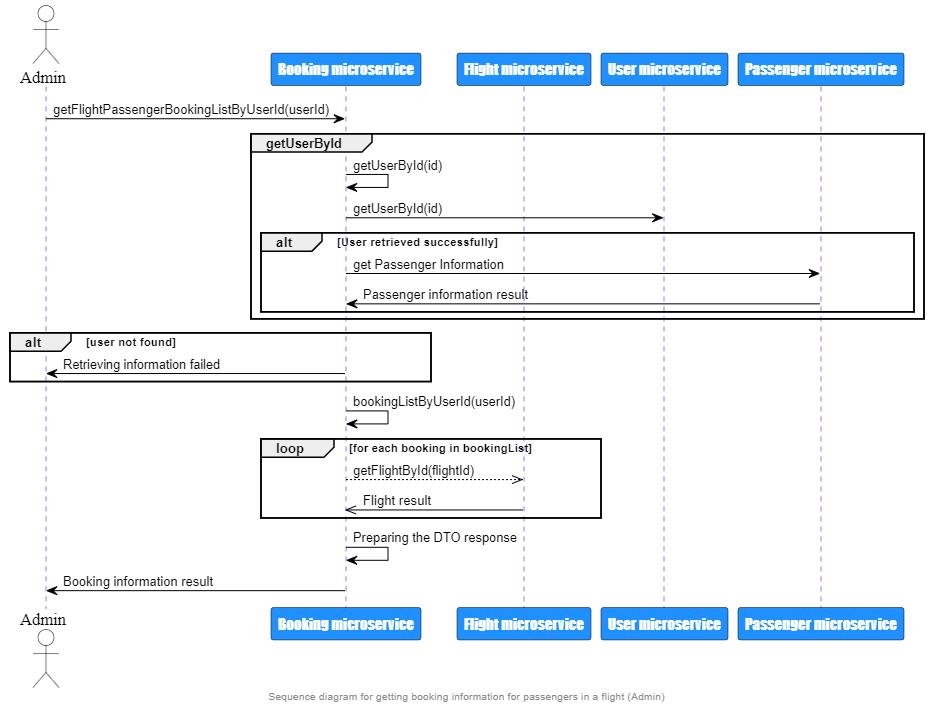 Admin
Booking microservice
Flight microservice
User microservice
Passenger microservice
getFlightPassengerBookingListByUserId(userId)
getUserById
getUserById(id)
getUserById(id)
alt [User retrieved successfully]
get Passenger Information
Passenger information result
alt [user not found]
Retrieving information failed
bookingListByUserId(userId)
loop [for each booking in bookingList]
getFlightById(flightId)
Flight result
Preparing the DTO response
Booking information result
Admin
Booking microservice
Flight microservice
User microservice
Passenger microservice
Sequence diagram for getting booking information for passengers in a flight (Admin)